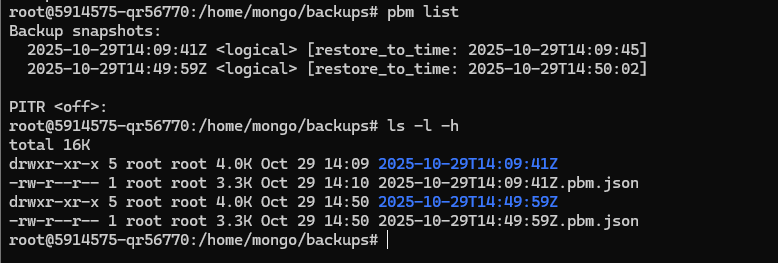 root@5914575-qr56770:/home/mongo/backups# pbm list
Backup snapshots:
  2025-10-29T14:09:41Z <logical> [restore_to_time: 2025-10-29T14:09:45]
  2025-10-29T14:49:59Z <logical> [restore_to_time: 2025-10-29T14:50:02]

PITR <off>:
root@5914575-qr56770:/home/mongo/backups# ls -l -h
total 16K
drwxr-xr-x 5 root root 4.0K Oct 29 14:09 2025-10-29T14:09:41Z
-rw-r--r-- 1 root root 3.3K Oct 29 14:10 2025-10-29T14:09:41Z.pbm.json
drwxr-xr-x 5 root root 4.0K Oct 29 14:50 2025-10-29T14:49:59Z
-rw-r--r-- 1 root root 3.3K Oct 29 14:50 2025-10-29T14:49:59Z.pbm.json
root@5914575-qr56770:/home/mongo/backups#